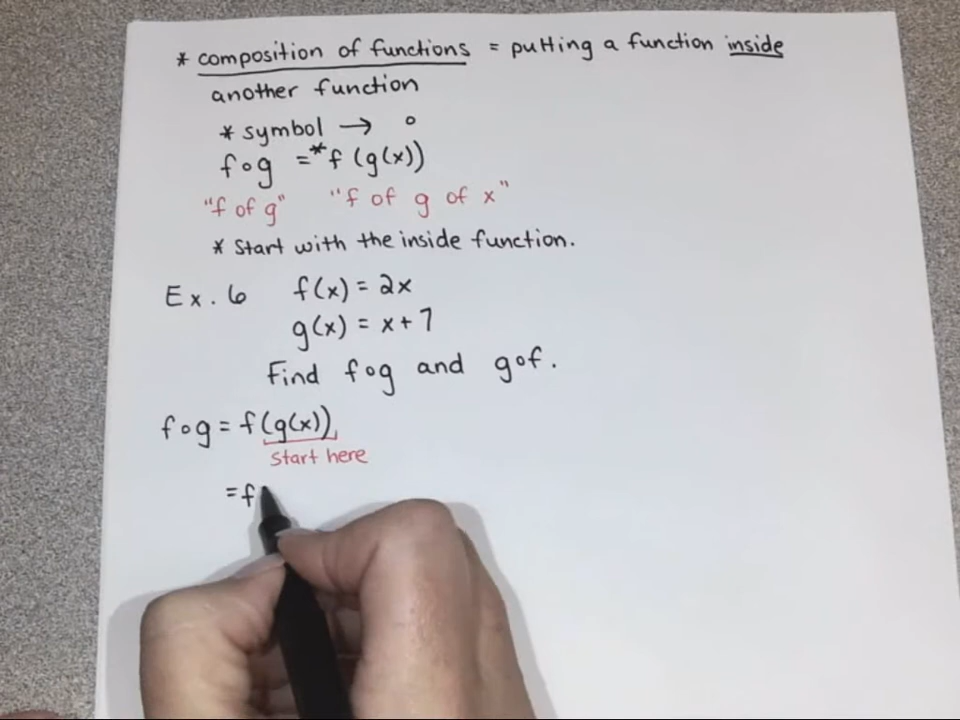 * composition of functions = putting a function inside
another function
* symbol → ∘
f∘g =* f(g(x))
"f of g" "f of g of x"
* Start with the inside function.
Ex. 6 f(x) = 2x
g(x) = x+7
Find f∘g and g∘f.
f∘g = f(g(x))
Start here
= f